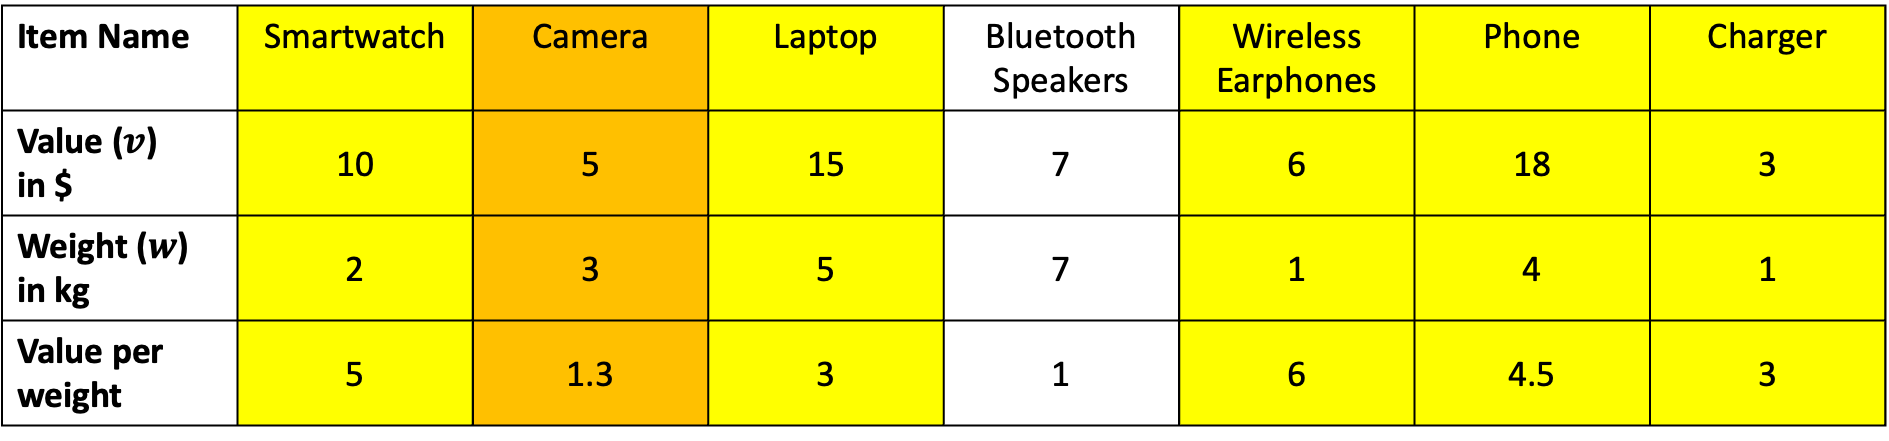 Item Name Smartwatch Camera Laptop Bluetooth Speakers Wireless Earphones Phone Charger
Value (v) in $ 10 5 15 7 6 18 3
Weight (w) in kg 2 3 5 7 1 4 1
Value per weight 5 1.3 3 1 6 4.5 3